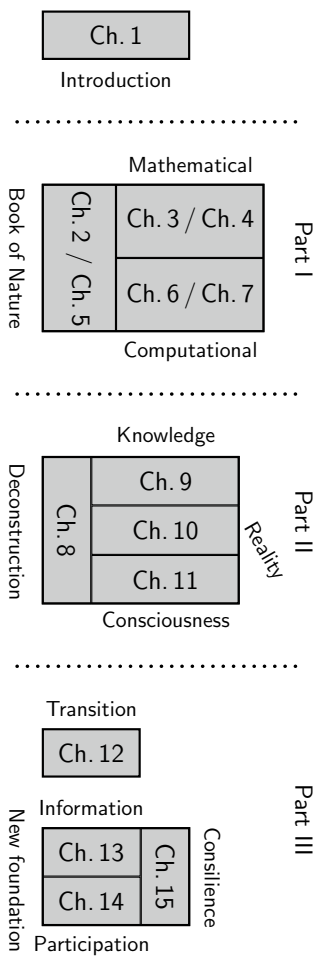 Ch. 1
Introduction
Mathematical
Book of Nature
Ch. 2 / Ch. 5
Ch. 3 / Ch. 4
Ch. 6 / Ch. 7
Part I
Computational
Knowledge
Deconstruction
Ch. 8
Ch. 9
Ch. 10
Ch. 11
Reality
Part II
Consciousness
Transition
Ch. 12
Part III
Information
New foundation
Ch. 13
Ch. 14
Ch. 15
Consilience
Participation